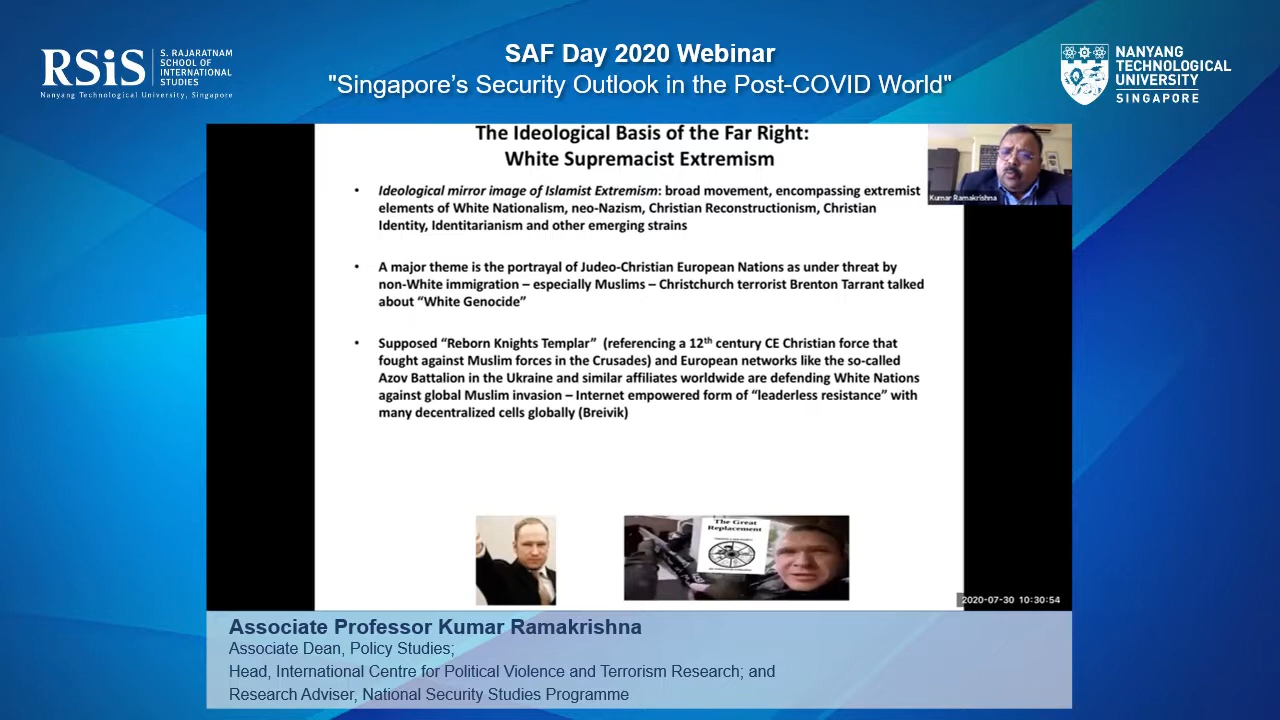 RSiS
S. RAJARATNAM
SCHOOL OF
INTERNATIONAL
STUDIES
Nanyang Technological University, Singapore
SAF Day 2020 Webinar
"Singapore’s Security Outlook in the Post-COVID World"
NANYANG
TECHNOLOGICAL
UNIVERSITY
SINGAPORE
The Ideological Basis of the Far Right:
White Supremacist Extremism
• Ideological mirror image of Islamist Extremism: broad movement, encompassing extremist
elements of White Nationalism, neo-Nazism, Christian Reconstructionism, Christian
Identity, Identitarianism and other emerging strains
• A major theme is the portrayal of Judeo-Christian European Nations as under threat by
non-White immigration – especially Muslims – Christchurch terrorist Brenton Tarrant talked
about “White Genocide”
• Supposed “Reborn Knights Templar” (referencing a 12th century CE Christian force that
fought against Muslim forces in the Crusades) and European networks like the so-called
Azov Battalion in the Ukraine and similar affiliates worldwide are defending White Nations
against global Muslim invasion – Internet empowered form of “leaderless resistance” with
many decentralized cells globally (Breivik)
Kumar Ramakrishna
The Great
Replacement
2020-07-30 10:30:54
Associate Professor Kumar Ramakrishna
Associate Dean, Policy Studies;
Head, International Centre for Political Violence and Terrorism Research; and
Research Adviser, National Security Studies Programme